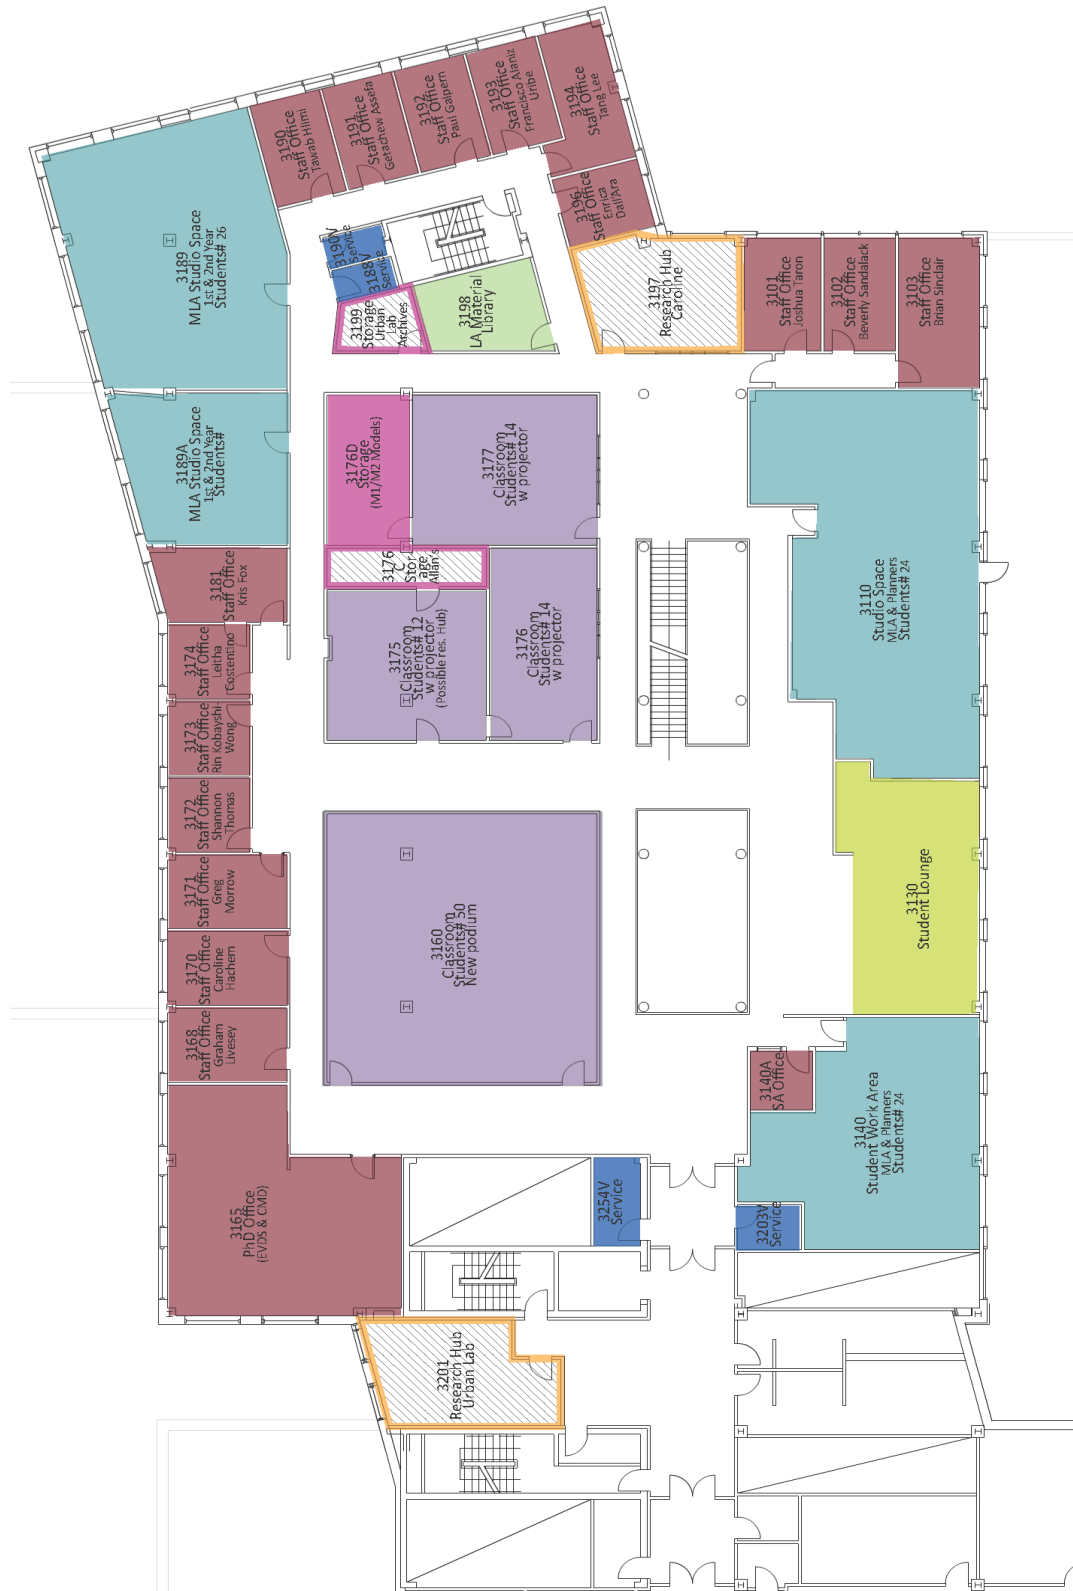 3190
Staff Office
Tawab Hlimi
3191
Staff Office
Getachew Assefa
3192
Staff Office
Paul Galpern
3193
Staff Office
Francisco Alaniz
Uribe
3194
Staff Office
Tang Lee
3196
Staff Office
Enrica
Dall'Ara
3189
MLA Studio Space
1st & 2nd Year
Students# 26
3190V
Service
3188V
Service
3199
Storage
Urban
Lab
Archives
3198
LA Material
Library
3197
Research Hub
Caroline
3101
Staff Office
Joshua Taron
3102
Staff Office
Beverly Sandalack
3103
Staff Office
Brian Sinclair
3189A
MLA Studio Space
1st & 2nd Year
Students#
3176D
Storage
(M1/M2 Models)
3177
Classroom
Students# 14
w projector
3181
Staff Office
Kris Fox
3176
C
Stor-
age
Allan's
3110
Studio Space
MLA & Planners
Students# 24
3174
Staff Office
Leitha
Costentino
3175
Classroom
Students# 12
w projector
(Possible res. Hub)
3176
Classroom
Students# 14
w projector
3173
Staff Office
Rin Kobayshi-
Wong
3172
Staff Office
Shannon
Thomas
3171
Staff Office
Greg
Morrow
3130
Student Lounge
3160
Classroom
Students# 50
New podium
3170
Staff Office
Caroline
Hachem
3168
Staff Office
Graham
Livesey
3140A
SA Office
3140
Student Work Area
MLA & Planners
Students# 24
3165
PhD Office
(EVDS & CMD)
3254V
Service
3203V
Service
3201
Research Hub
Urban Lab